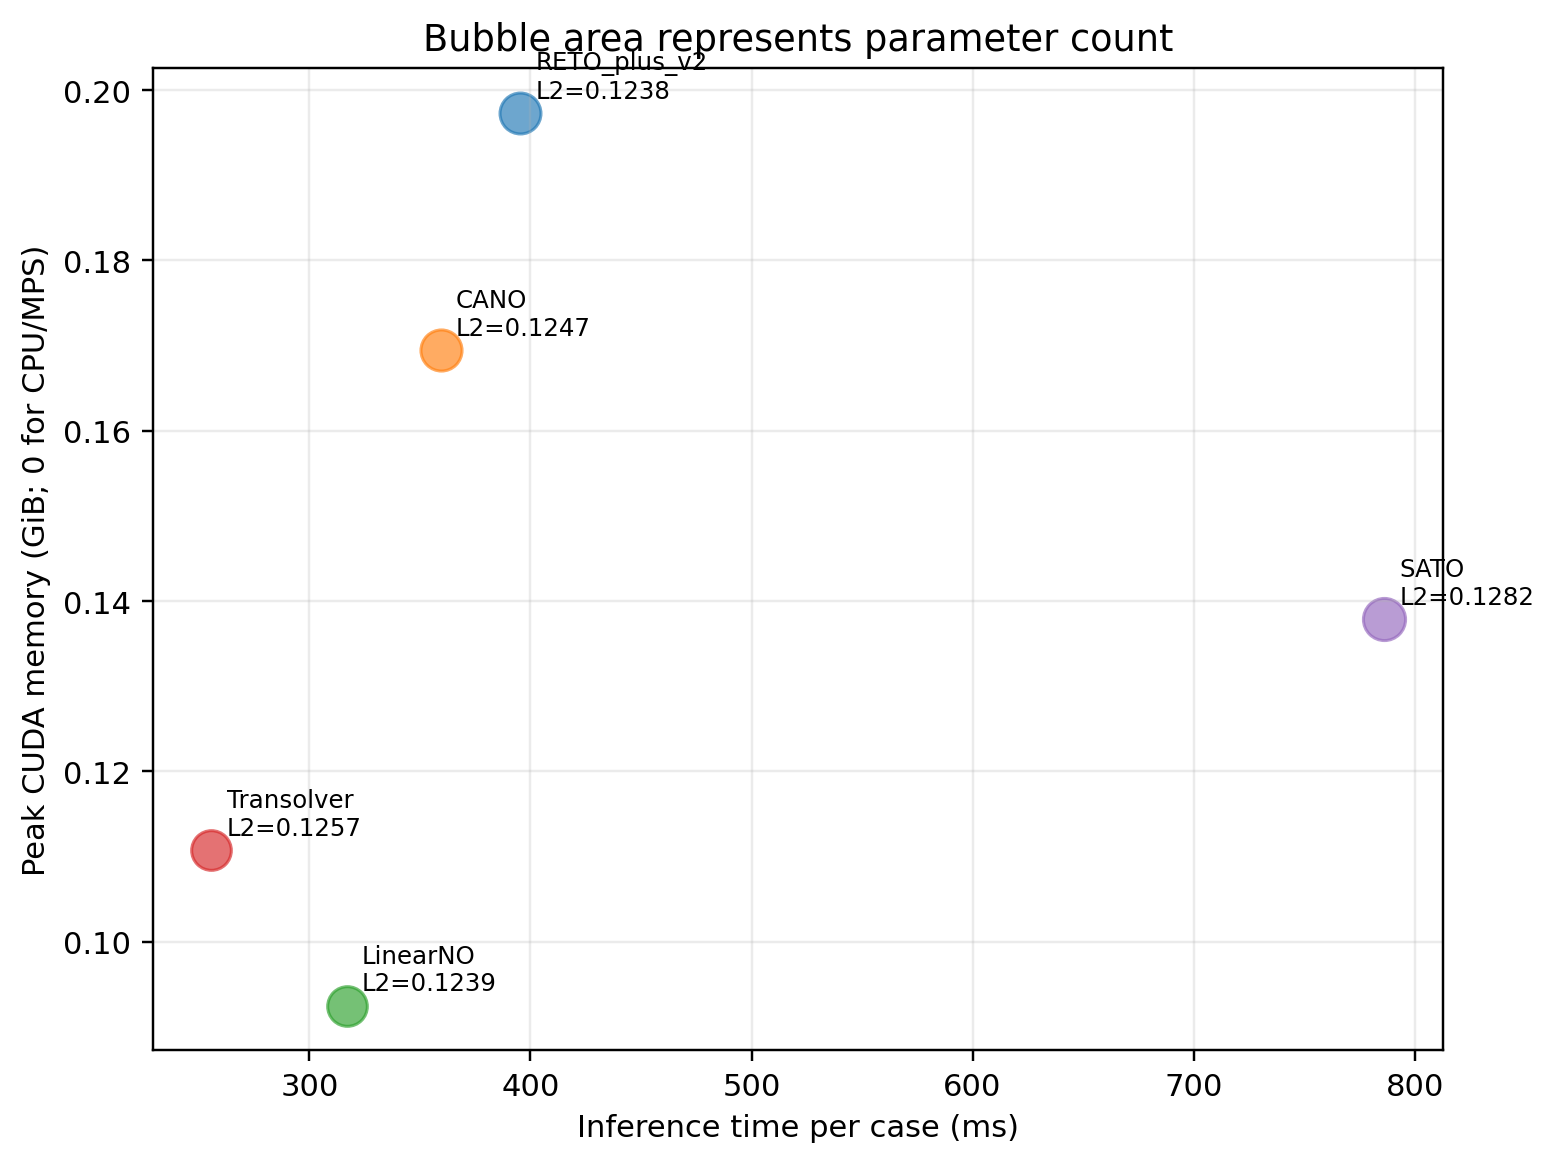 Bubble area represents parameter count
RETO_plus_v2
L2=0.1238
CANO
L2=0.1247
SATO
L2=0.1282
Transolver
L2=0.1257
LinearNO
L2=0.1239
Peak CUDA memory (GiB; 0 for CPU/MPS)
0.20
0.18
0.16
0.14
0.12
0.10
300 400 500 600 700 800
Inference time per case (ms)